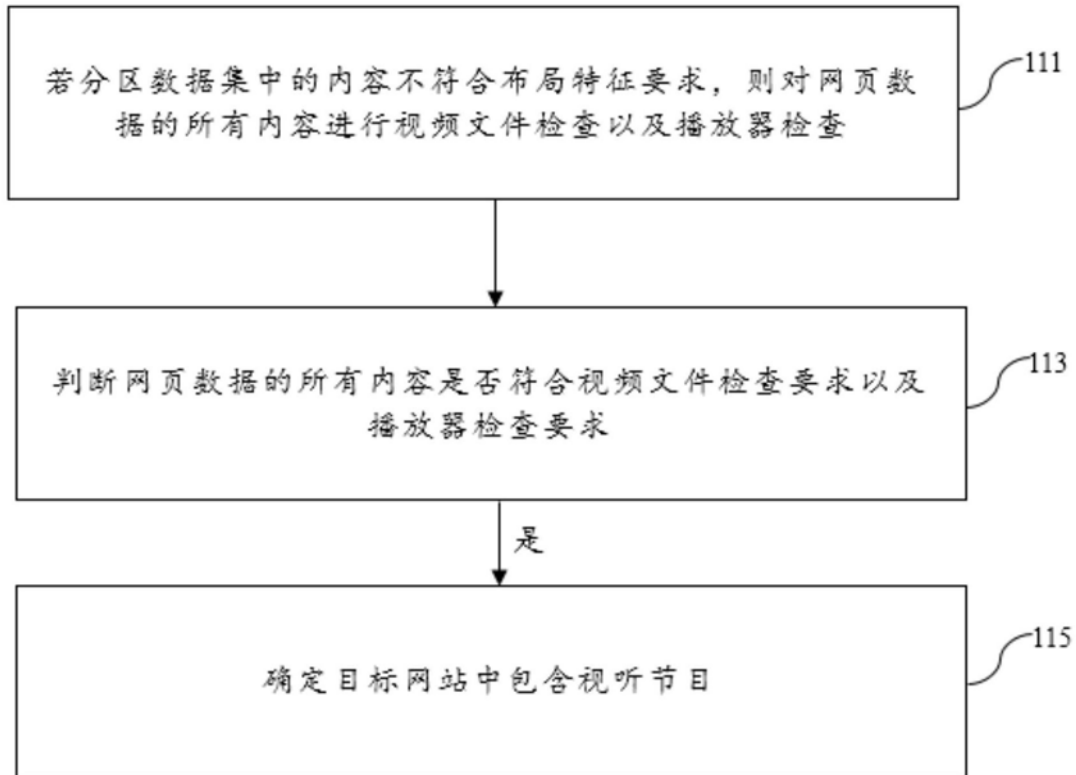 若分区数据集中的内容不符合布局特征要求，则对网页数
据的所有内容进行视频文件检查以及播放器检查
111
判断网页数据的所有内容是否符合视频文件检查要求以及
播放器检查要求
113
是
确定目标网站中包含视听节目
115